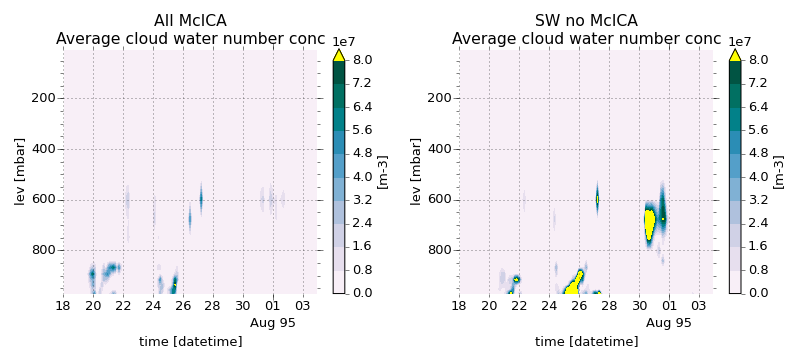 All McICA
Average cloud water number conc
1e7
200
400
600
800
lev [mbar]
18 20 22 24 26 28 30 01 03
Aug 95
time [datetime]
8.0
7.2
6.4
5.6
4.8
4.0
3.2
2.4
1.6
0.8
0.0
[m-3]
SW no McICA
Average cloud water number conc
1e7
200
400
600
800
lev [mbar]
18 20 22 24 26 28 30 01 03
Aug 95
time [datetime]
8.0
7.2
6.4
5.6
4.8
4.0
3.2
2.4
1.6
0.8
0.0
[m-3]